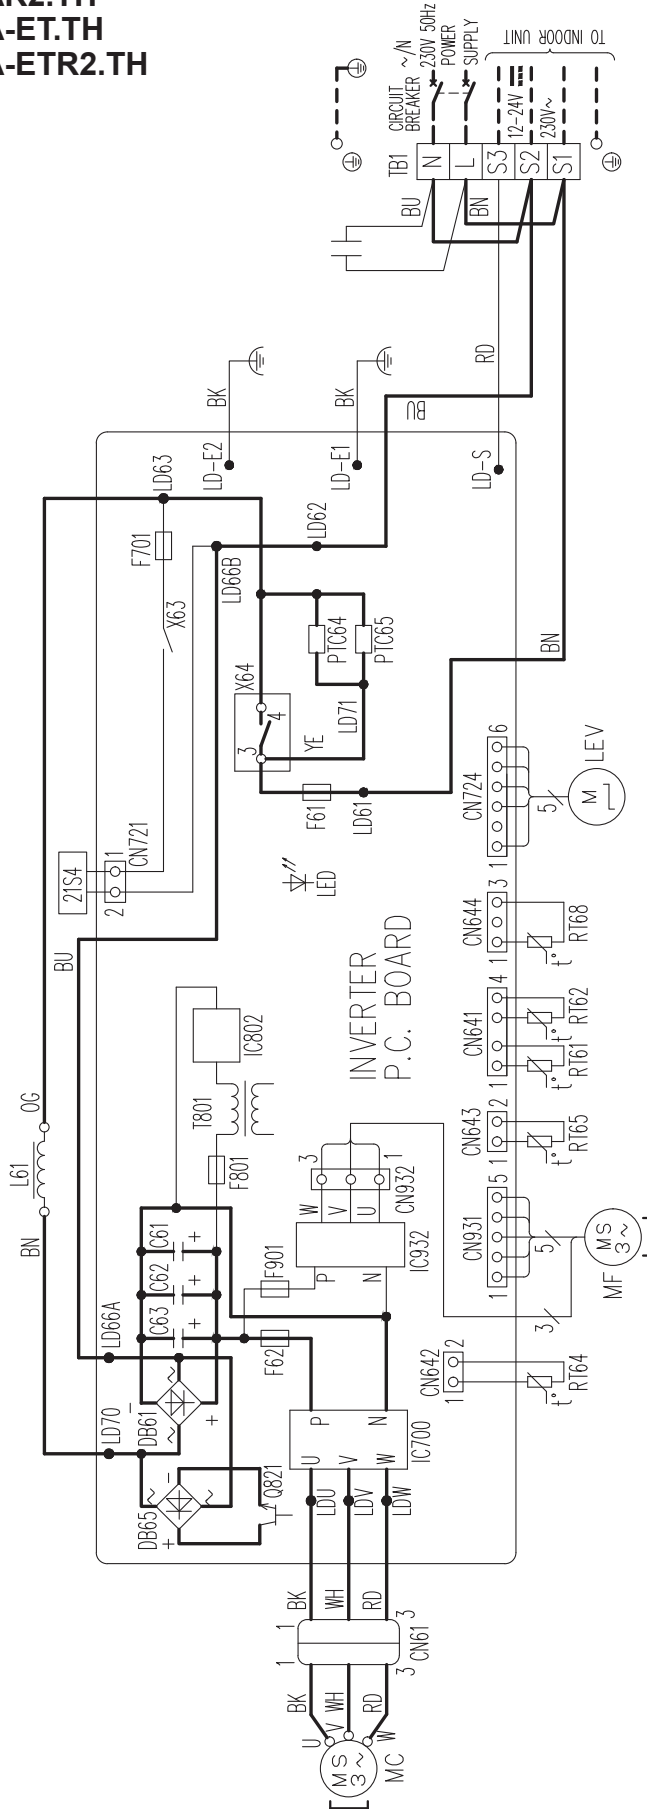 AR2.TH
A-ET.TH
A-ETR2.TH
CIRCUIT
BREAKER
~/N
230V 50Hz
POWER
SUPPLY
TO INDOOR UNIT
12-24V
230V~
TB1
N
L
S3
S2
S1
BU
BN
RD
BK
LD-E2
BK
LD-E1
BU
LD-S
LD63
F701
X63
LD66B
LD62
X64
3
4
YE
PTC64
PTC65
LD71
F61
LD61
BN
CN721
1
2
21S4
LED
BU
INVERTER
P.C. BOARD
IC802
T801
F801
L61
OG
BN
C61
+
C62
+
C63
+
LD66A
LD70
DB61
~
~
-
+
DB65
~
~
-
+
Q821
F901
F62
P
N
IC932
W
V
U
3
1
CN932
P
N
U
V
W
IC700
LDU
LDV
LDW
CN724
1
6
5
M
LEV
CN644
1
3
t°
RT68
CN641
1
4
t°
RT62
t°
RT61
CN643
1
2
t°
RT65
CN931
1
5
5
3
MS
3~
MF
CN642
1
2
t°
RT64
BK
WH
RD
1
3
1
3
CN61
BK
WH
RD
U
V
W
MS
3~
MC